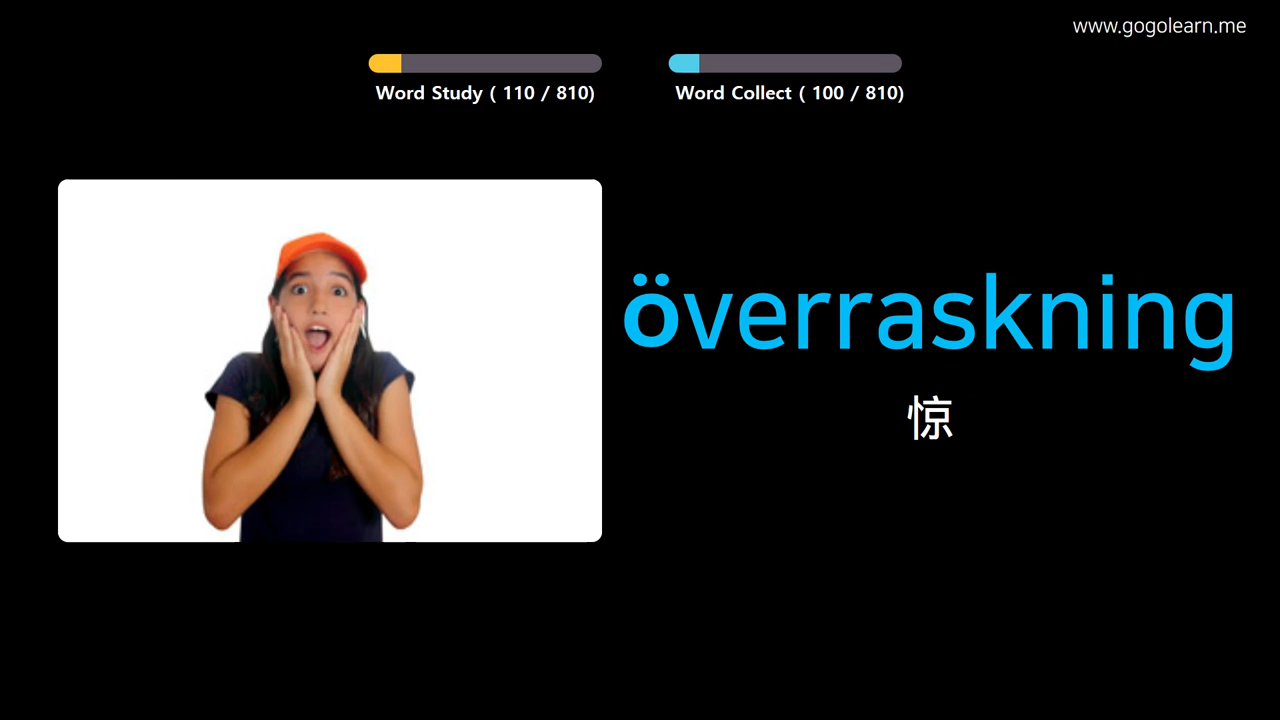 www.gogolearn.me
Word Study ( 110 / 810)
Word Collect ( 100 / 810)
överraskning
惊